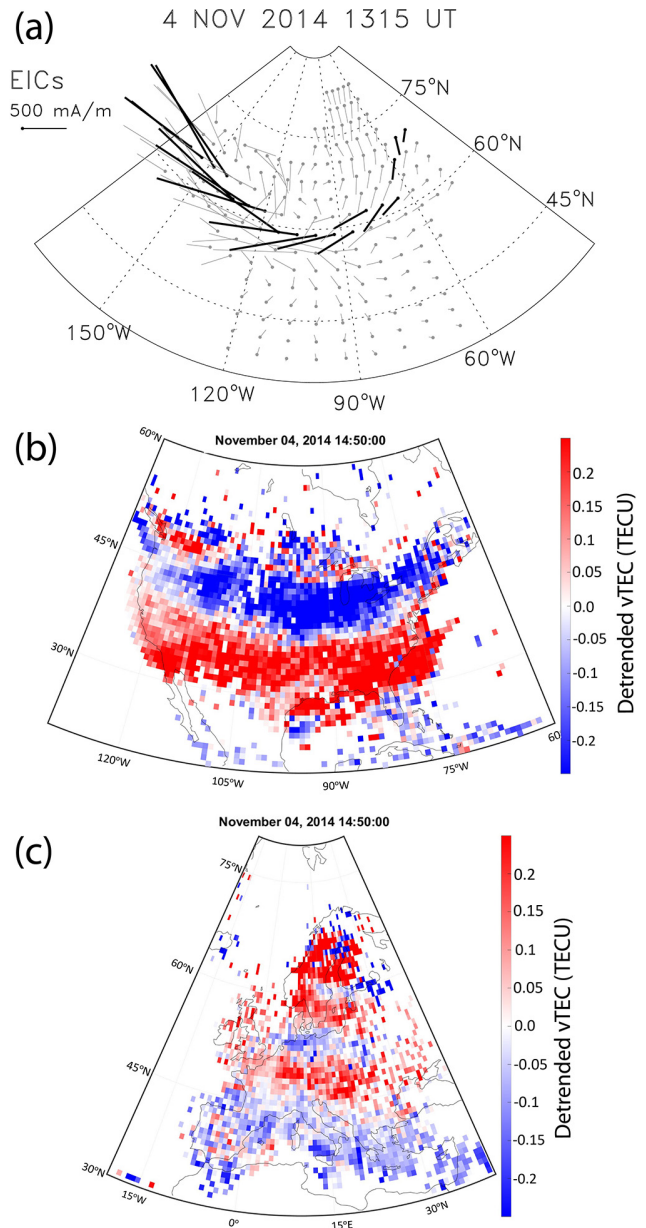 (a)
4 NOV 2014 1315 UT
EICs
500 mA/m
75°N
60°N
45°N
150°W
120°W
90°W
60°W
(b)
November 04, 2014 14:50:00
60°N
45°N
30°N
120°W
105°W
90°W
75°W
60
0.2
0.15
0.1
0.05
0.0
-0.05
-0.1
-0.15
-0.2
Detrended vTEC (TECU)
(c)
November 04, 2014 14:50:00
75°N
60°N
45°N
30°N
15°W
0°
15°E
30°N
0.2
0.15
0.1
0.05
0.0
-0.05
-0.1
-0.15
-0.2
Detrended vTEC (TECU)